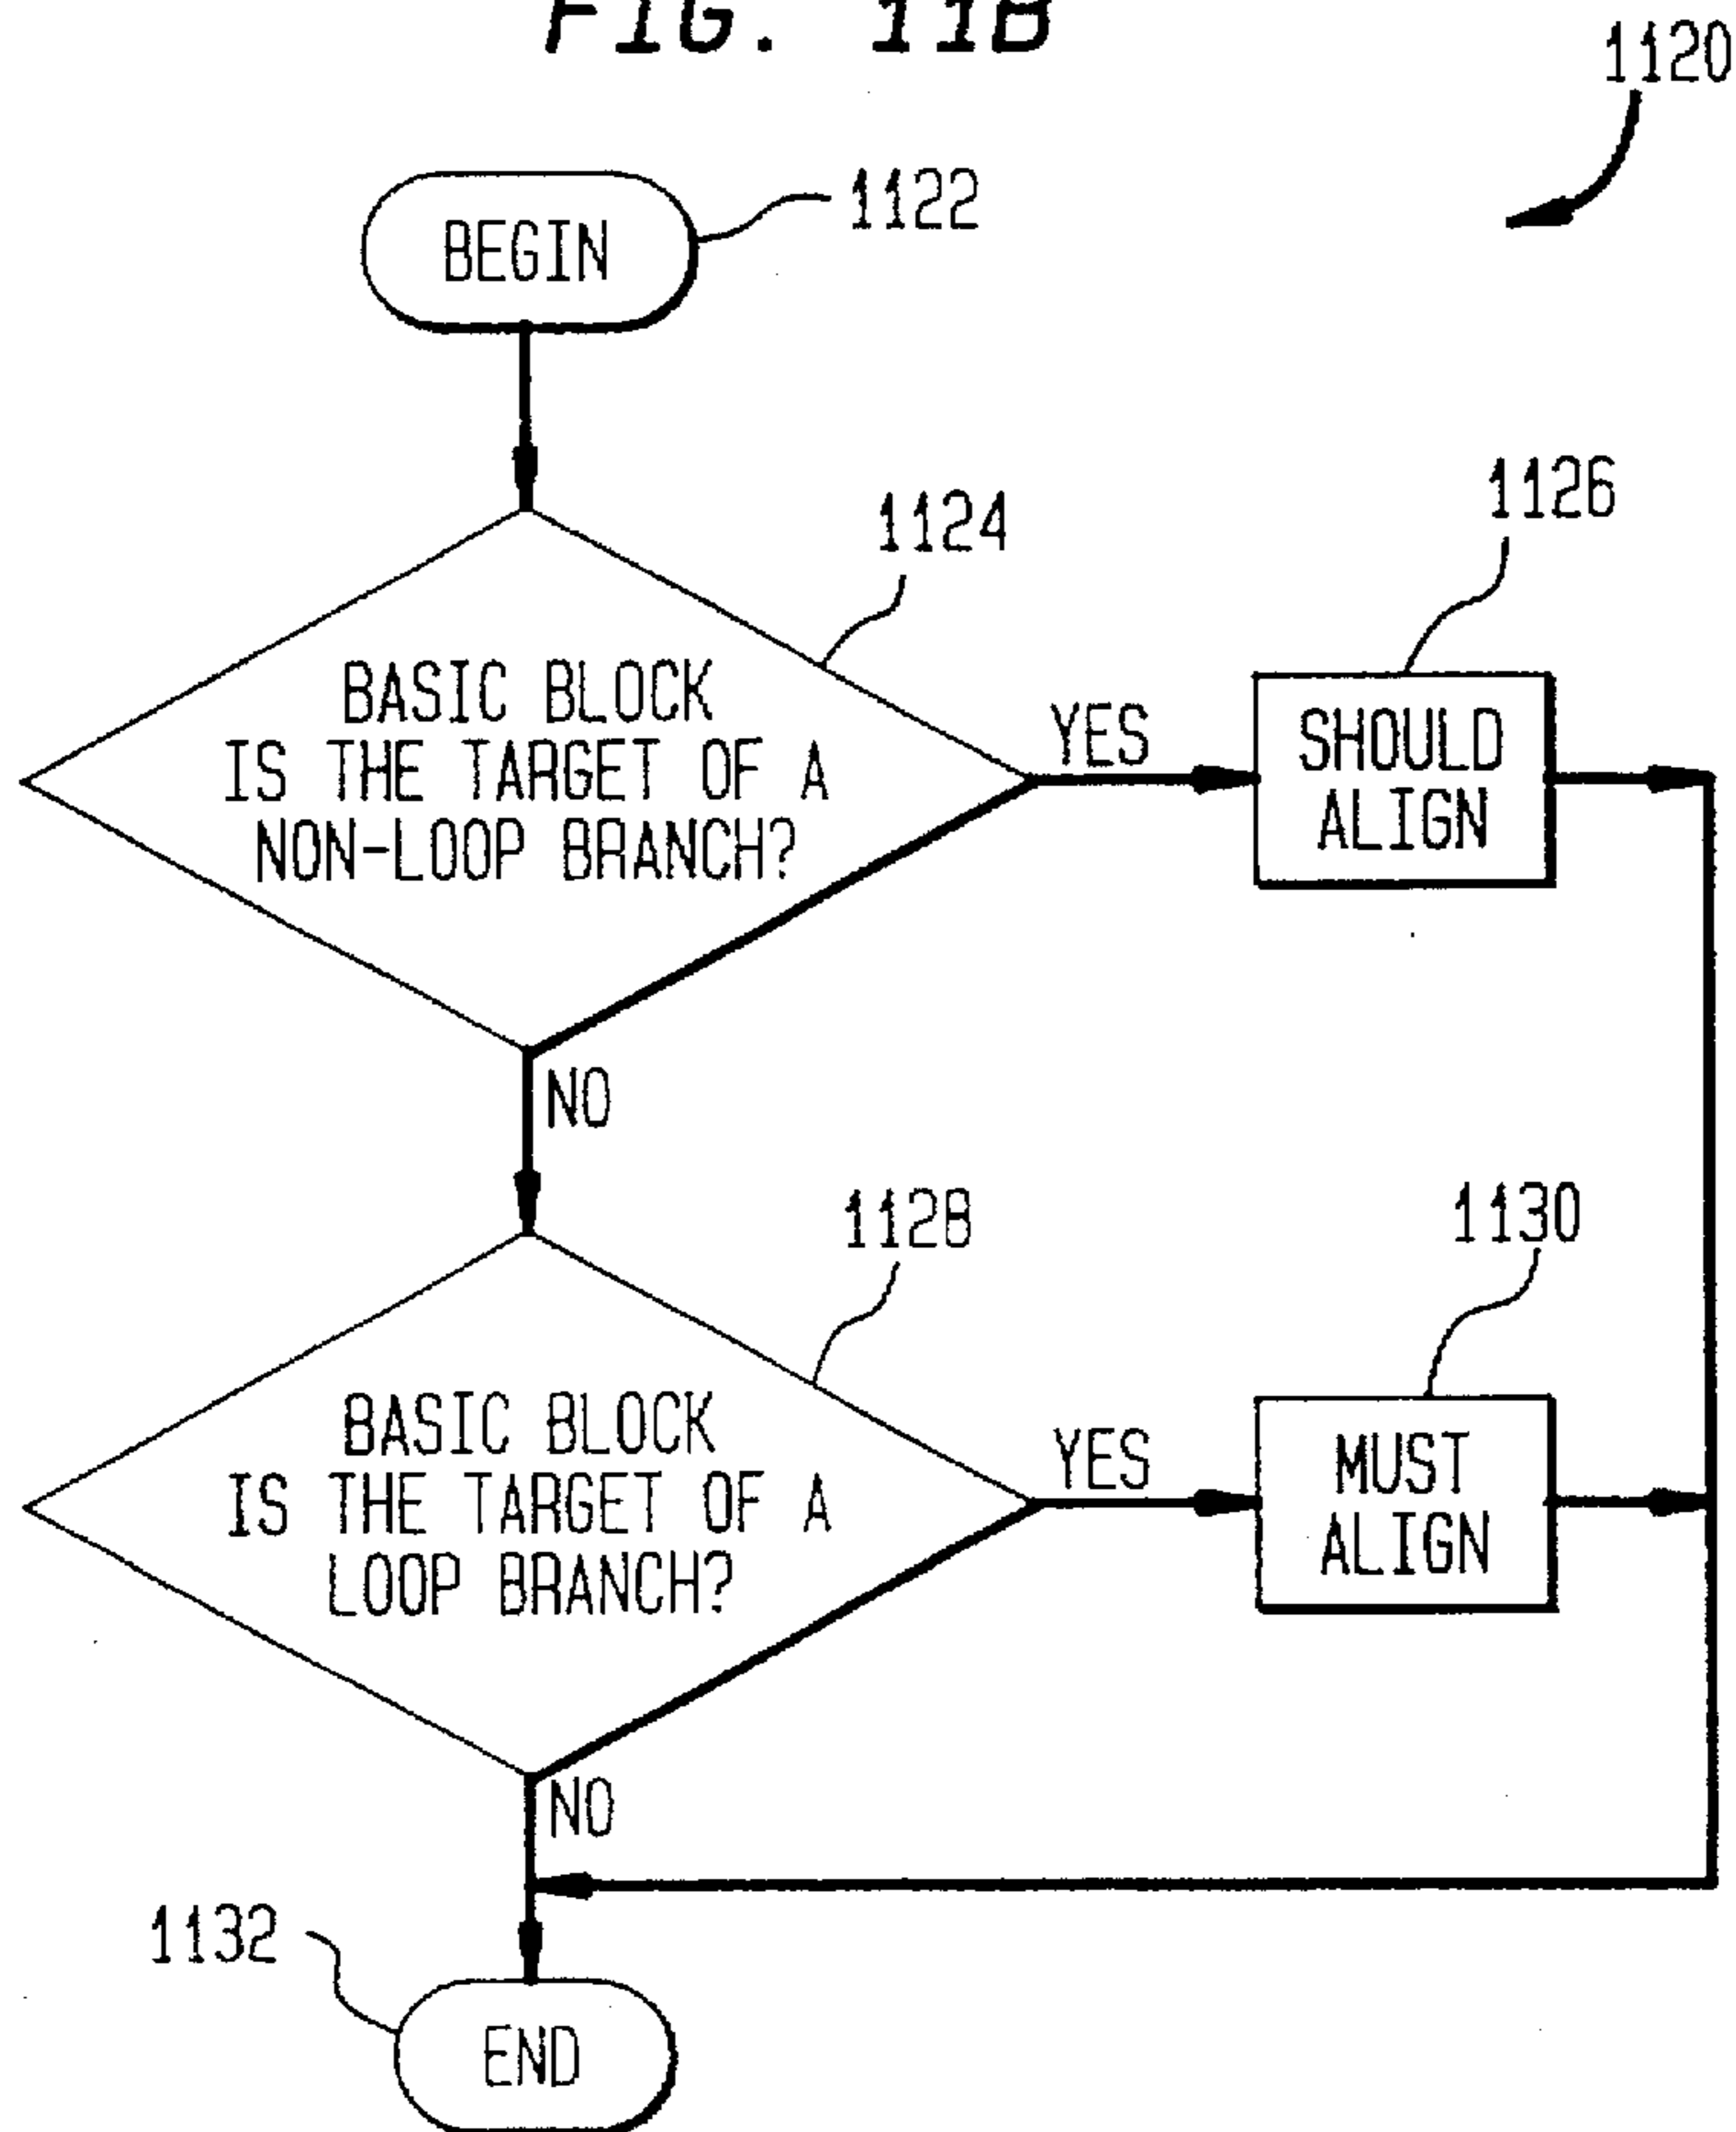 FIG. 11B
1120
1122
BEGIN
1124
1126
BASIC BLOCK
IS THE TARGET OF A
NON-LOOP BRANCH?
YES
SHOULD
ALIGN
NO
1128
1130
BASIC BLOCK
IS THE TARGET OF A
LOOP BRANCH?
YES
MUST
ALIGN
NO
1132
END